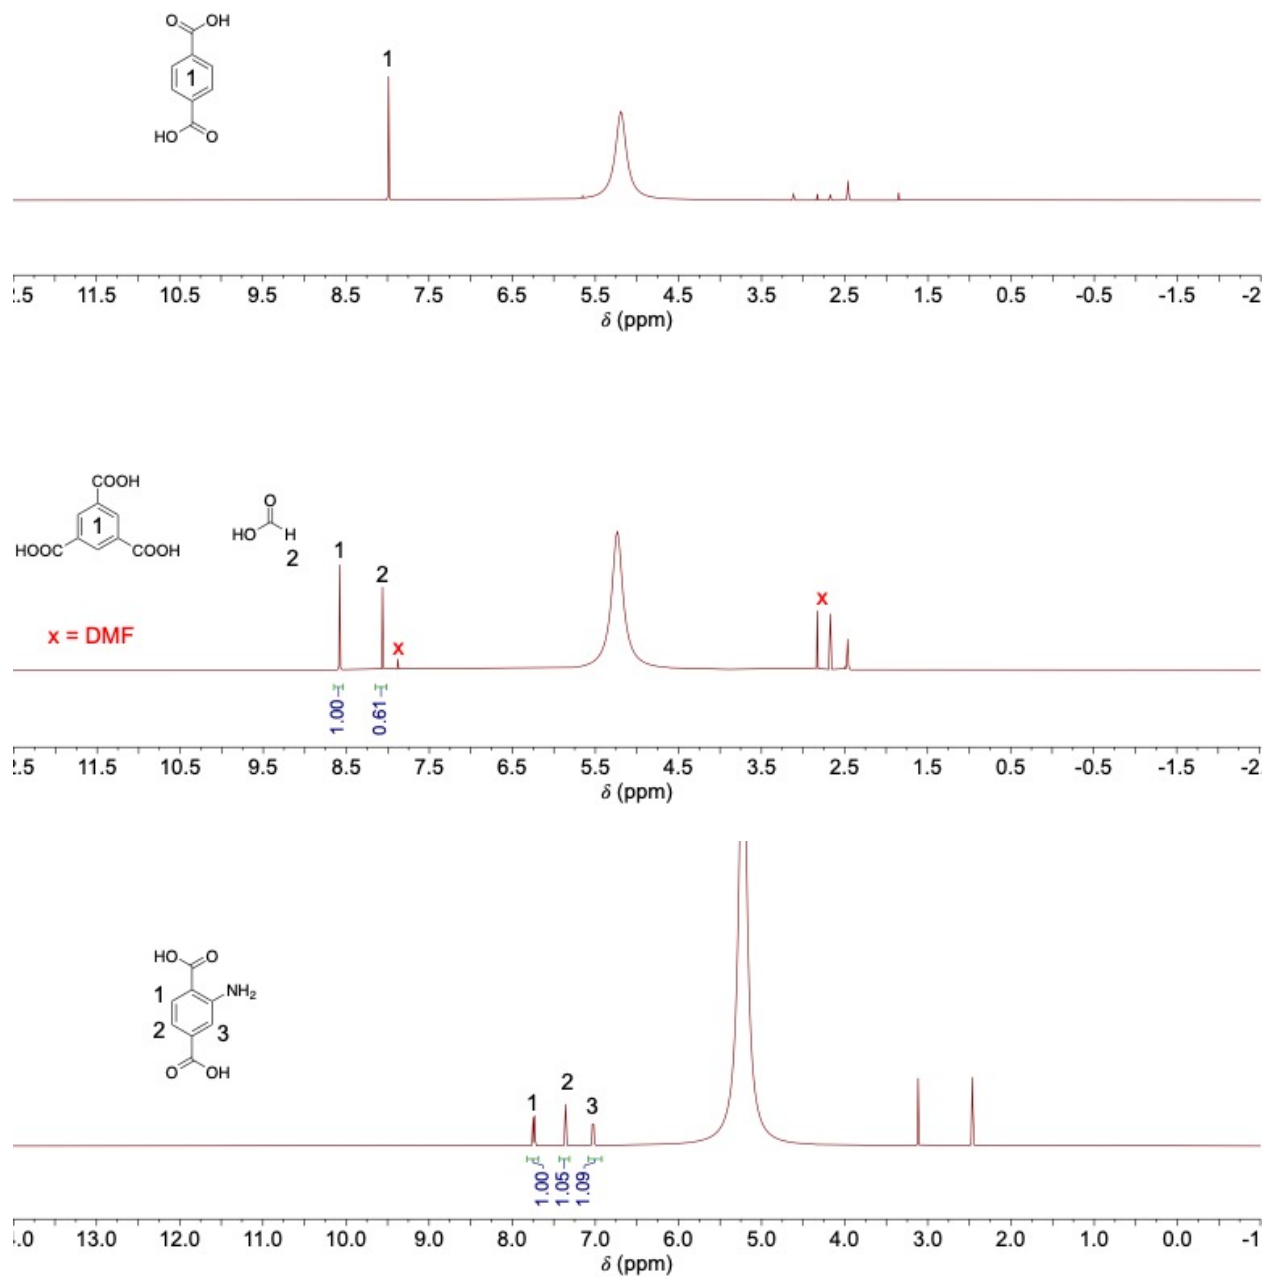 O OH
1
1
HO O
:.5 11.5 10.5 9.5 8.5 7.5 6.5 5.5 4.5 3.5 2.5 1.5 0.5 -0.5 -1.5 -2
δ (ppm)
COOH
1
HOOC COOH
O
HO H
2
1
2
x = DMF
x
x
1.00
0.61
:.5 11.5 10.5 9.5 8.5 7.5 6.5 5.5 4.5 3.5 2.5 1.5 0.5 -0.5 -1.5 -2.
δ (ppm)
HO O
NH₂
1
2 3
O OH
1
2
3
1.00
1.05
1.09
.0 13.0 12.0 11.0 10.0 9.0 8.0 7.0 6.0 5.0 4.0 3.0 2.0 1.0 0.0 -1
δ (ppm)